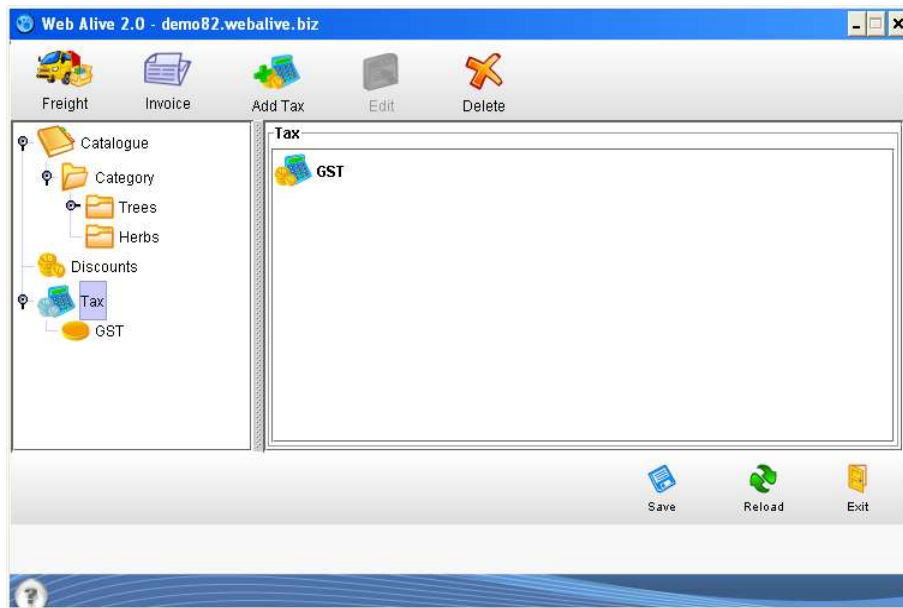 Web Alive 2.0 - demo82.webalive.biz
Freight Invoice Add Tax Edit Delete
Catalogue
Category
Trees
Herbs
Discounts
Tax
GST
Tax
GST
Save Reload Exit
?